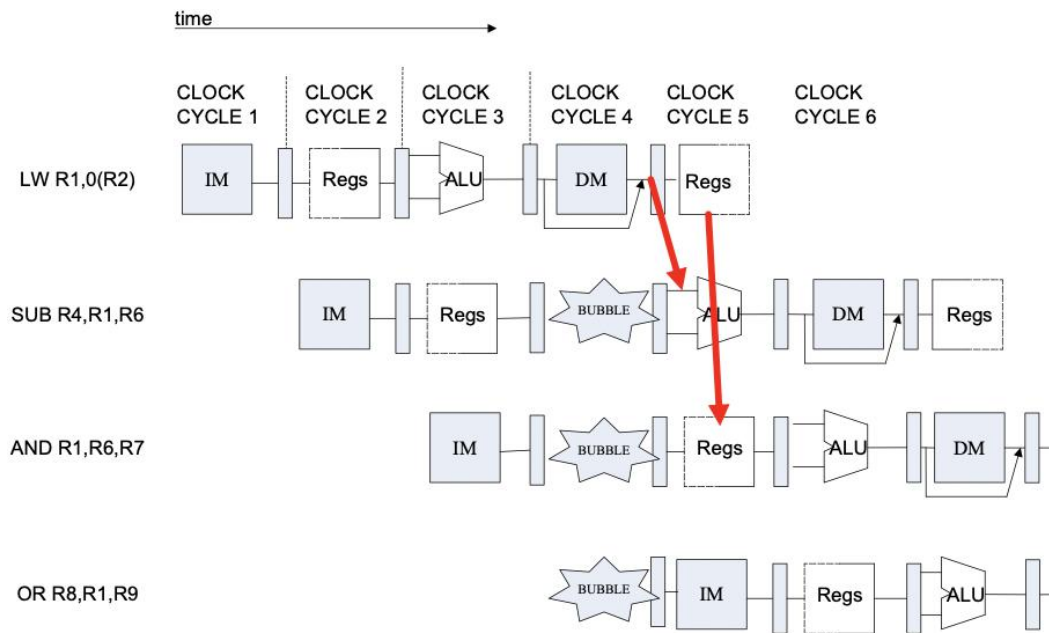 time
CLOCK CYCLE 1
CLOCK CYCLE 2
CLOCK CYCLE 3
CLOCK CYCLE 4
CLOCK CYCLE 5
CLOCK CYCLE 6
LW R1,0(R2)
IM
Regs
ALU
DM
Regs
SUB R4,R1,R6
IM
Regs
BUBBLE
ALU
DM
Regs
AND R1,R6,R7
IM
BUBBLE
Regs
ALU
DM
OR R8,R1,R9
BUBBLE
IM
Regs
ALU